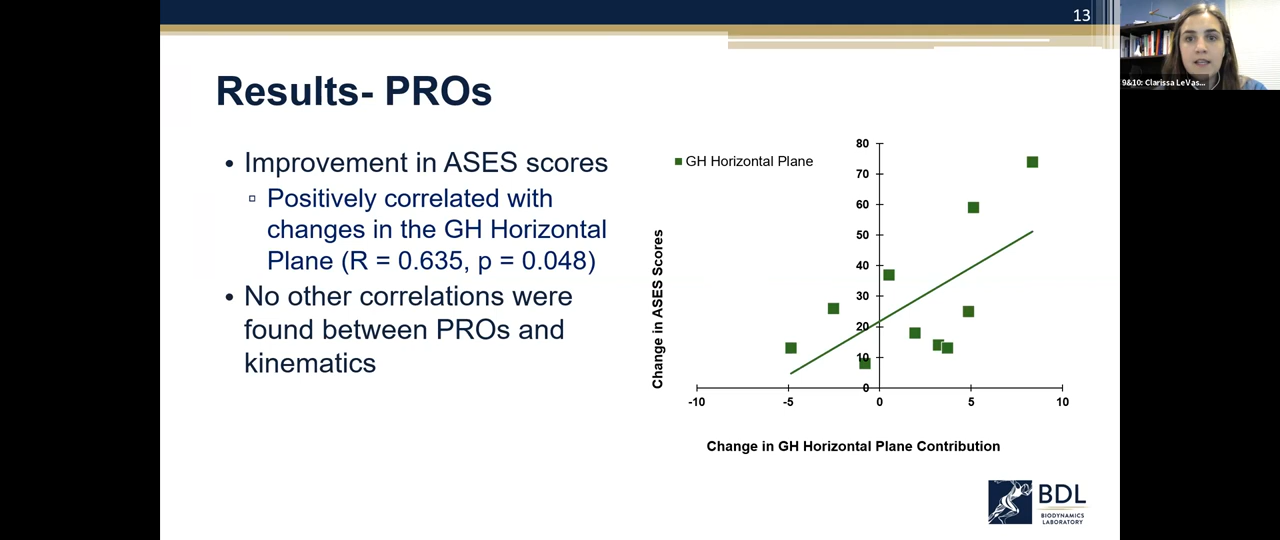 13
9&10: Clarissa LeVas...
Results- PROs
• Improvement in ASES scores
▫ Positively correlated with
changes in the GH Horizontal
Plane (R = 0.635, p = 0.048)
• No other correlations were
found between PROs and
kinematics
GH Horizontal Plane
80
70
60
50
40
30
20
10
0
-10 -5 0 5 10
Change in ASES Scores
Change in GH Horizontal Plane Contribution
BDL
BIODYNAMICS
LABORATORY